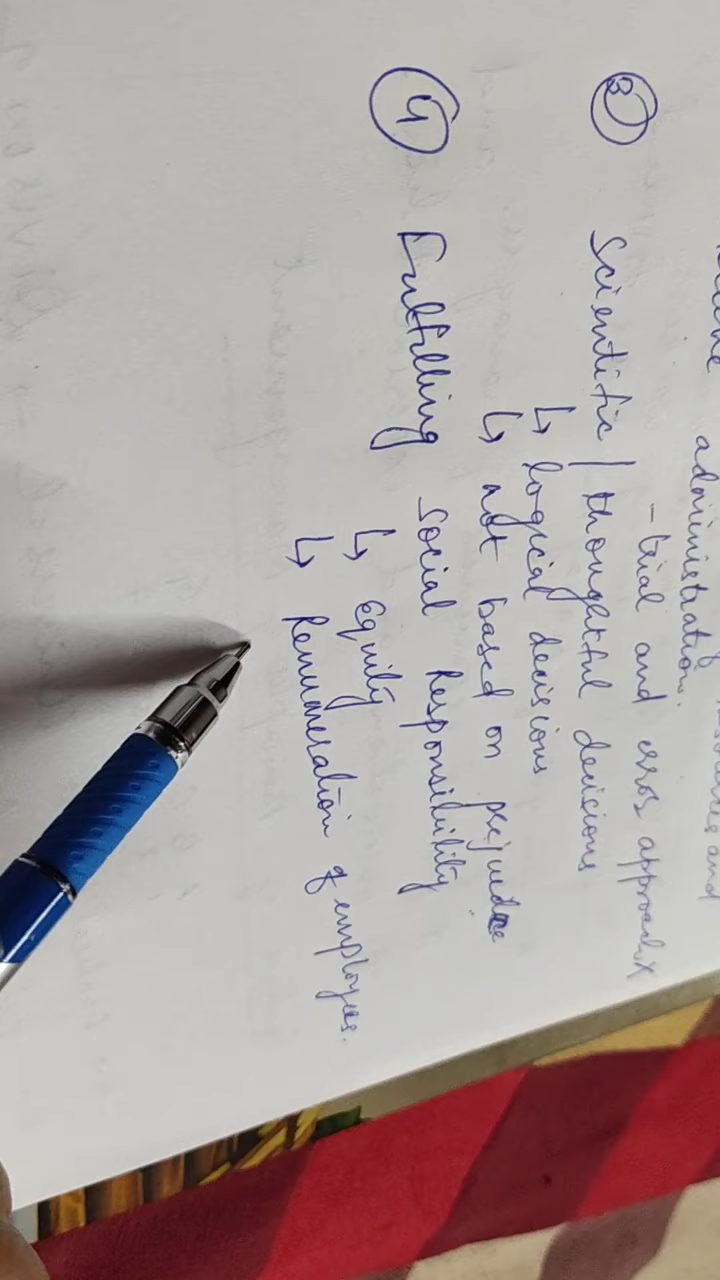 administration.
- trial and error approach x
③ Scientific / thoughtful decisions
↳ logical decisions
↳ not based on prejudice
④ Fulfilling Social Responsibility
↳ Equity
↳ Renumeration of employees.